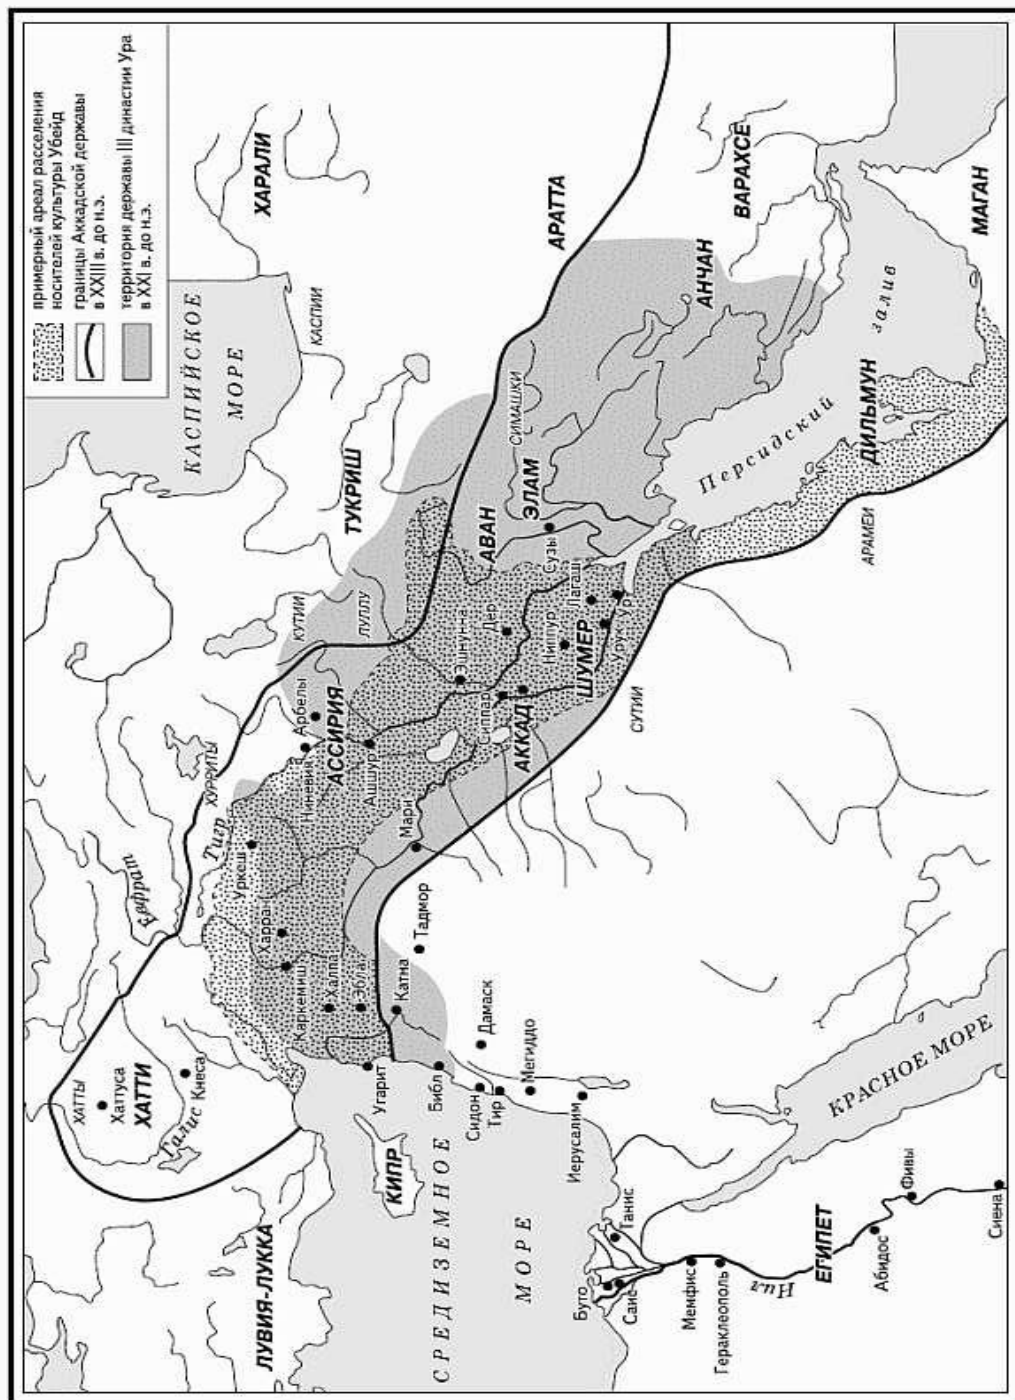 примерный ареал расселения
носителей культуры Убейд
границы Аккадской державы
в XXIII в. до н.э.
территория державы III династии Ура
в XXI в. до н.э.
ХАТТЫ
Хаттуса
ХАТТИ
Галис
Кнеса
ЛУВИЯ-ЛУККА
Евфрат
Тигр
ХУРРИТЫ
КАСПИЙСКОЕ
МОРЕ
КАСПИИ
ХАРАЛИ
ТУКРИШ
КУТИИ
ЛУЛЛУ
Уркеш
Харран
Каркемиш
Халпа
Эбла
Угарит
Катна
Тадмор
Библ
Дамаск
Сидон
Тир
Мегиддо
Иерусалим
КИПР
СРЕДИЗЕМНОЕ
МОРЕ
Ниневия
Арбелы
АССИРИЯ
Ашшур
Мари
Эшнунна
Дер
Сиппар
АККАД
Ниппур
ШУМЕР
Лагаш
Урук
Ур
АВАН
Сузы
ЭЛАМ
СИМАШКИ
АРАТТА
АНЧАН
ВАРАХСЕ
Персидский
залив
ДИЛЬМУН
МАГАН
АРАМЕИ
СУТИИ
КРАСНОЕ МОРЕ
Буто
Саис
Танис
Мемфис
Гераклеополь
Нил
ЕГИПЕТ
Абидос
Фивы
Сиена